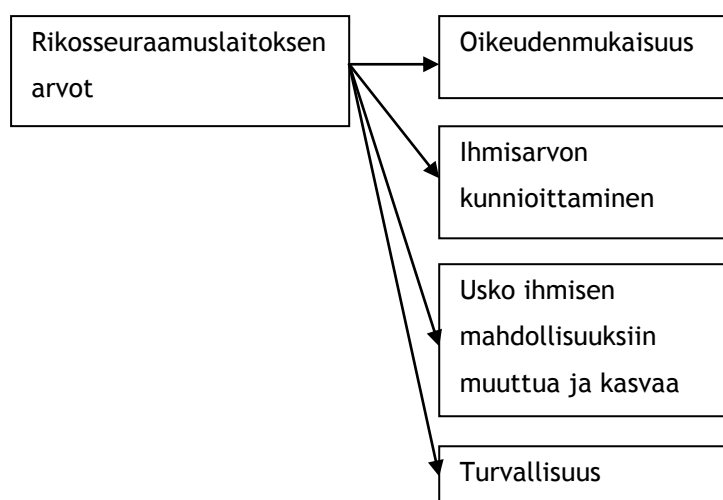 Rikosseuraamuslaitoksen
arvot
Oikeudenmukaisuus
Ihmisarvon
kunnioittaminen
Usko ihmisen
mahdollisuuksiin
muuttua ja kasvaa
Turvallisuus